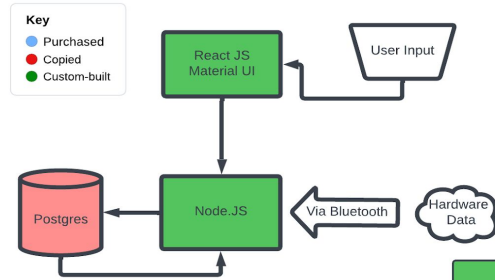 Key
Purchased
Copied
Custom-built
React JS
Material UI
User Input
Postgres
Node.JS
Via Bluetooth
Hardware
Data